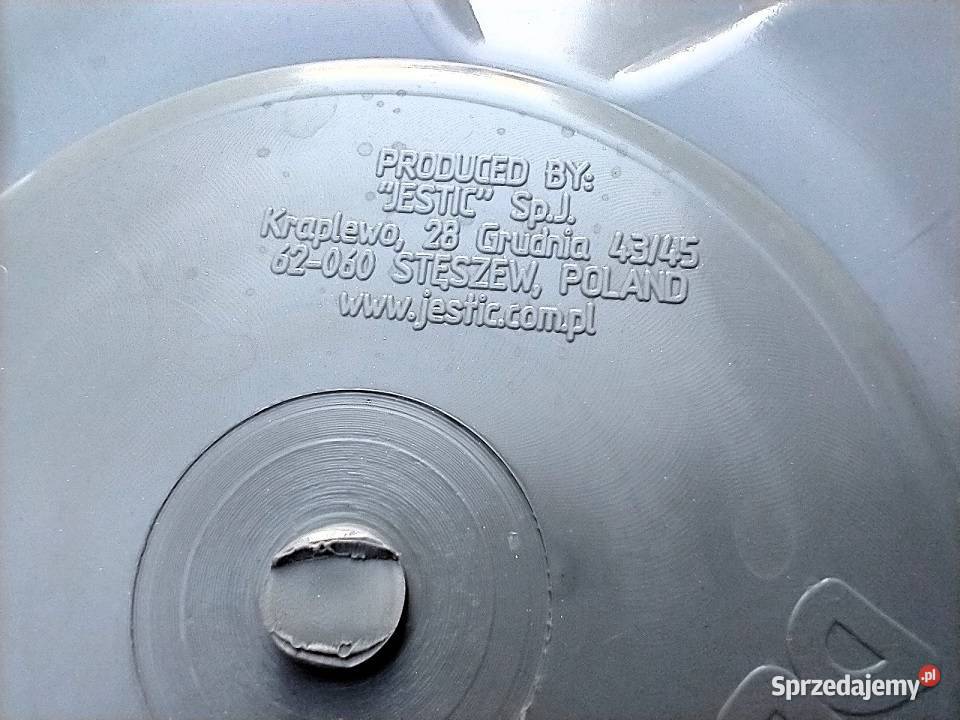 PRODUCED BY:
"JESTIC" Sp.J.
Kraplewo, 28 Grudnia 43/45
62-060 STĘSZEW, POLAND
www.jestic.com.pl
Sprzedajemy.pl